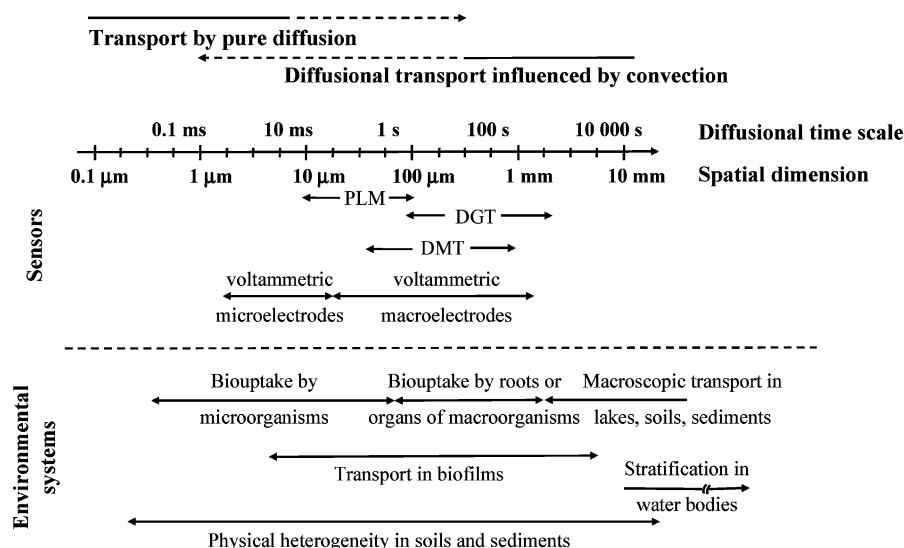 Transport by pure diffusion
Diffusional transport influenced by convection
0.1 ms 10 ms 1 s 100 s 10 000 s Diffusional time scale
0.1 μm 1 μm 10 μm 100 μm 1 mm 10 mm Spatial dimension
Sensors
PLM
DGT
DMT
voltammetric microelectrodes
voltammetric macroelectrodes
Environmental systems
Biouptake by microorganisms
Biouptake by roots or organs of macroorganisms
Macroscopic transport in lakes, soils, sediments
Transport in biofilms
Stratification in water bodies
Physical heterogeneity in soils and sediments